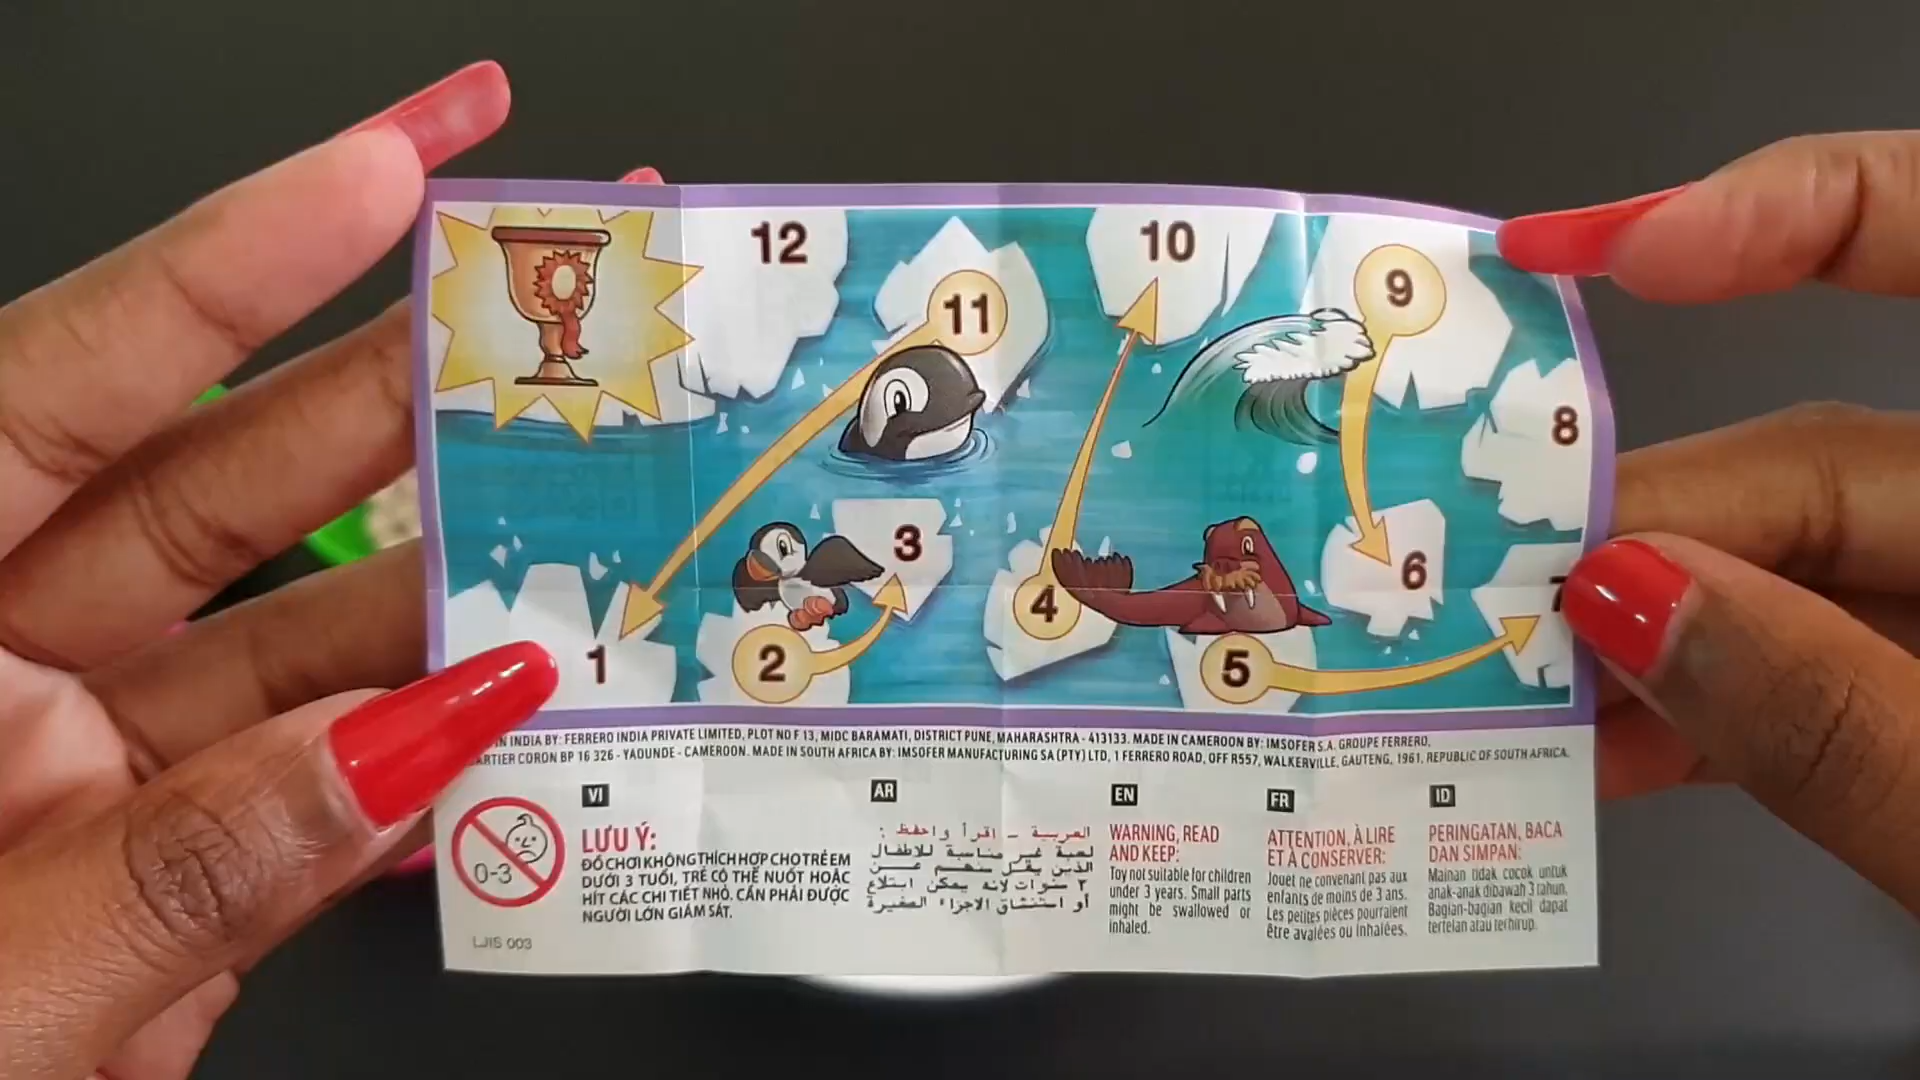 12
11
10
9
8
3
6
4
1
2
5
IN INDIA BY: FERRERO INDIA PRIVATE LIMITED, PLOT NO F 13, MIDC BARAMATI, DISTRICT PUNE, MAHARASHTRA - 413133. MADE IN CAMEROON BY: IMSOFER S.A. GROUPE FERRERO,
CORON BP 16 326 - YAOUNDE - CAMEROON. MADE IN SOUTH AFRICA BY: IMSOFER MANUFACTURING SA (PTY) LTD, 1 FERRERO ROAD, OFF R557, WALKERVILLE, GAUTENG, 1961, REPUBLIC OF SOUTH AFRICA.
0-3
VI
LƯU Ý:
ĐỒ CHƠI KHÔNG THÍCH HỢP CHO TRẺ EM
DƯỚI 3 TUỔI, TRẺ CÓ THỂ NUỐT HOẶC
HÍT CÁC CHI TIẾT NHỎ. CẦN PHẢI ĐƯỢC
NGƯỜI LỚN GIÁM SÁT.
AR
العربية – اقرأ واحفظ :
لعبة غير مناسبة للاطفال
الذين يقل سنهم عن
٣ سنوات لانه يمكن ابتلاع
أو استنشاق الاجزاء الصغيرة
EN
WARNING, READ
AND KEEP:
Toy not suitable for children
under 3 years. Small parts
might be swallowed or
inhaled.
FR
ATTENTION, À LIRE
ET À CONSERVER:
Jouet ne convenant pas aux
enfants de moins de 3 ans.
Les petites pièces pourraient
être avalées ou inhalées.
ID
PERINGATAN, BACA
DAN SIMPAN:
Mainan tidak cocok untuk
anak-anak dibawah 3 tahun.
Bagian-bagian kecil dapat
tertelan atau terhirup.
LJIS 003